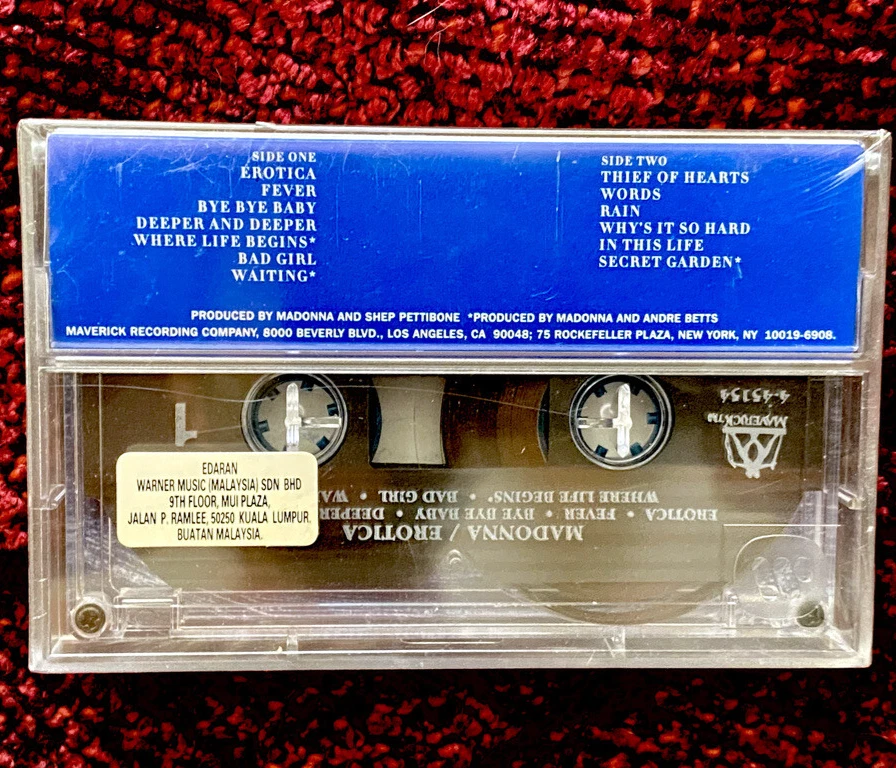 SIDE ONE
EROTICA
FEVER
BYE BYE BABY
DEEPER AND DEEPER
WHERE LIFE BEGINS*
BAD GIRL
WAITING*
SIDE TWO
THIEF OF HEARTS
WORDS
RAIN
WHY'S IT SO HARD
IN THIS LIFE
SECRET GARDEN*
PRODUCED BY MADONNA AND SHEP PETTIBONE *PRODUCED BY MADONNA AND ANDRE BETTS
MAVERICK RECORDING COMPANY, 8000 BEVERLY BLVD., LOS ANGELES, CA 90048; 75 ROCKEFELLER PLAZA, NEW YORK, NY 10019-6908.
4-45154
MAVERICK™
1
EDARAN
WARNER MUSIC (MALAYSIA) SDN BHD
9TH FLOOR, MUI PLAZA,
JALAN P. RAMLEE, 50250 KUALA LUMPUR.
BUATAN MALAYSIA.
MADONNA / EROTICA
EROTICA • FEVER • BYE BYE BABY • DEEPER
WHERE LIFE BEGINS* • BAD GIRL • WAI